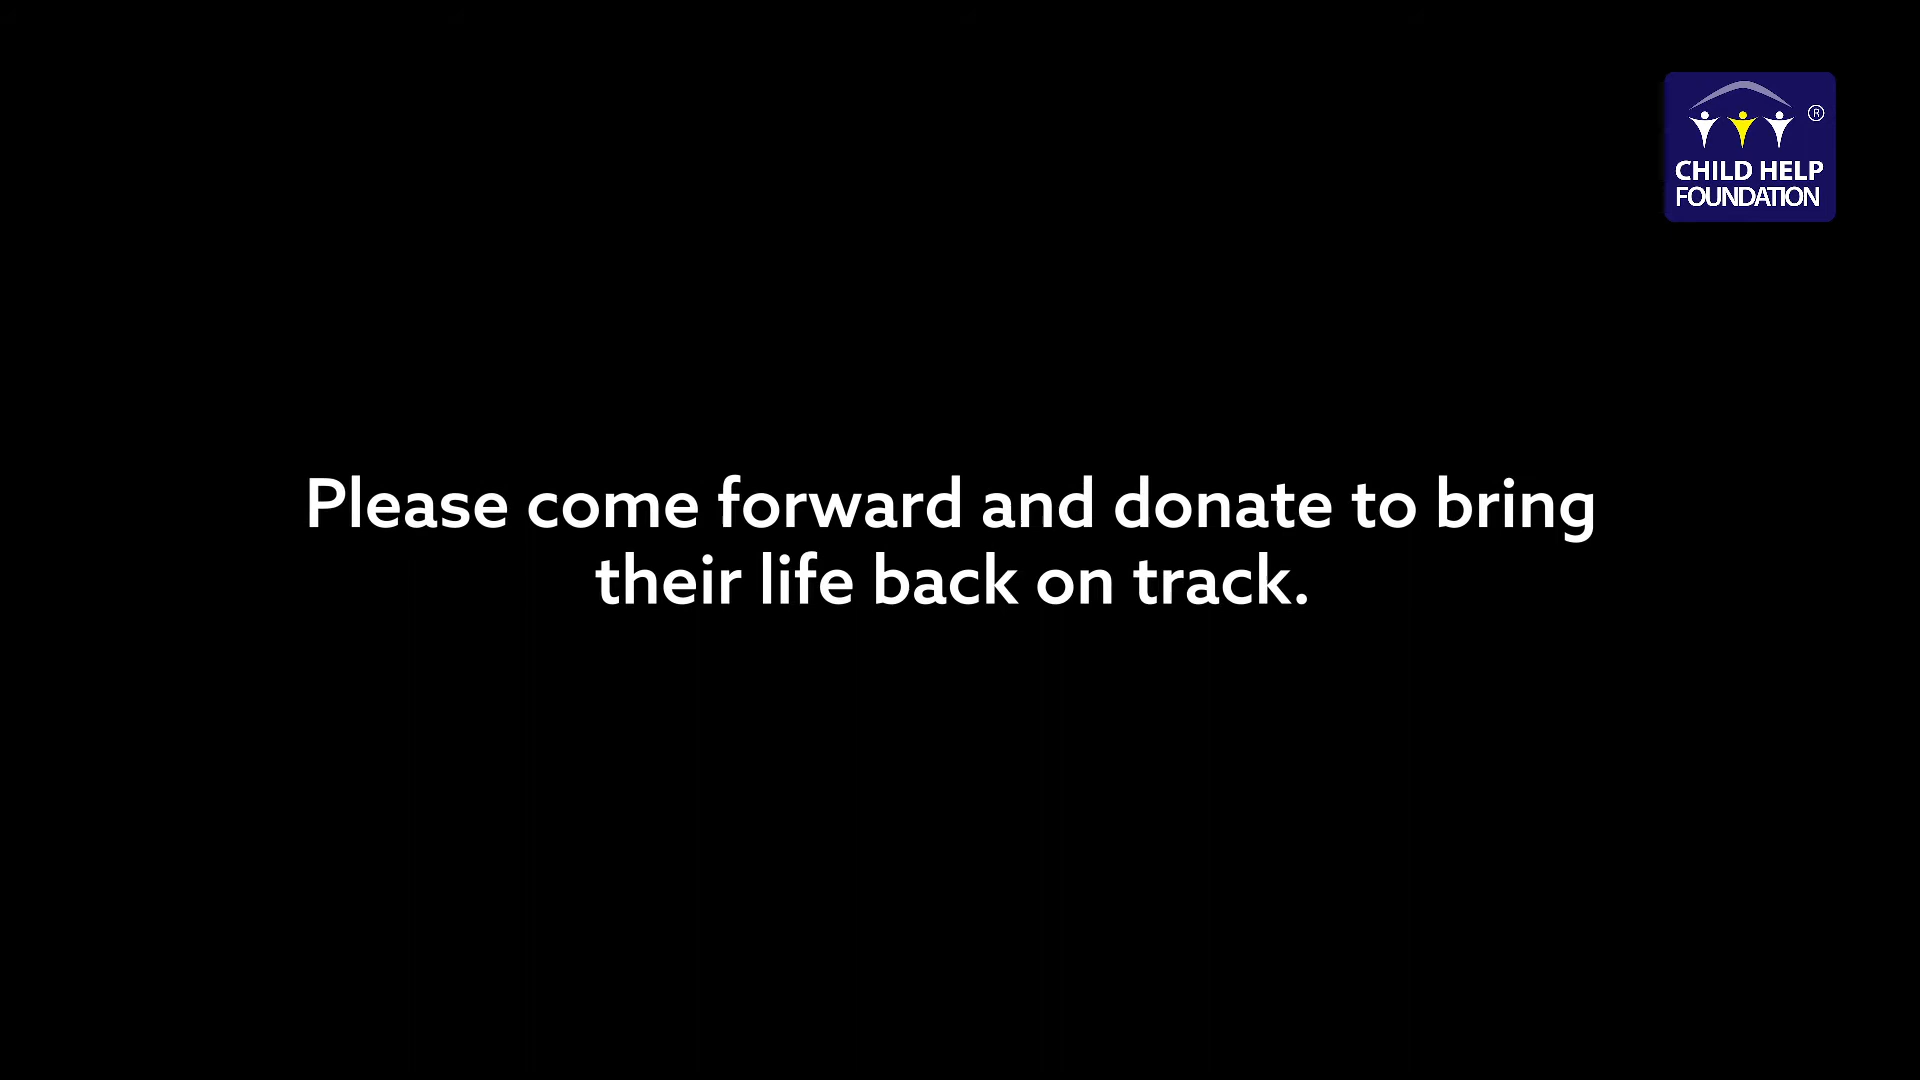 ®
CHILD HELP
FOUNDATION
Please come forward and donate to bring
their life back on track.